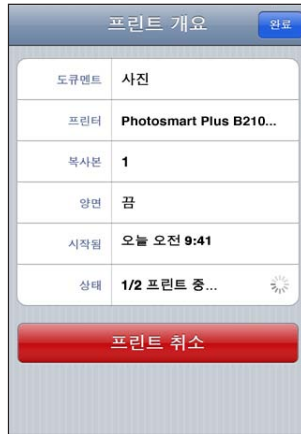 프린트 개요
완료
도큐멘트 사진
프린터 Photosmart Plus B210...
복사본 1
양면 끔
시작됨 오늘 오전 9:41
상태 1/2 프린트 중...
프린트 취소